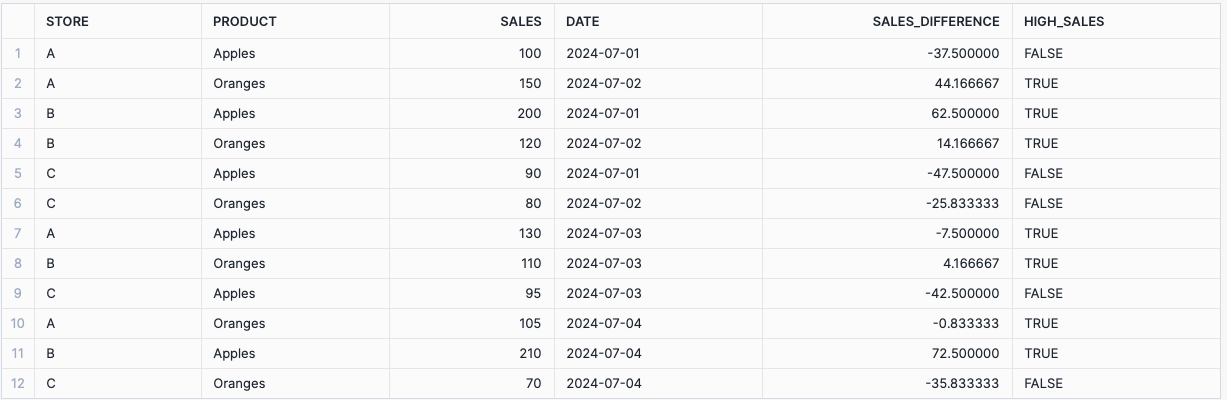 STORE PRODUCT SALES DATE SALES_DIFFERENCE HIGH_SALES
1 A Apples 100 2024-07-01 -37.500000 FALSE
2 A Oranges 150 2024-07-02 44.166667 TRUE
3 B Apples 200 2024-07-01 62.500000 TRUE
4 B Oranges 120 2024-07-02 14.166667 TRUE
5 C Apples 90 2024-07-01 -47.500000 FALSE
6 C Oranges 80 2024-07-02 -25.833333 FALSE
7 A Apples 130 2024-07-03 -7.500000 TRUE
8 B Oranges 110 2024-07-03 4.166667 TRUE
9 C Apples 95 2024-07-03 -42.500000 FALSE
10 A Oranges 105 2024-07-04 -0.833333 TRUE
11 B Apples 210 2024-07-04 72.500000 TRUE
12 C Oranges 70 2024-07-04 -35.833333 FALSE